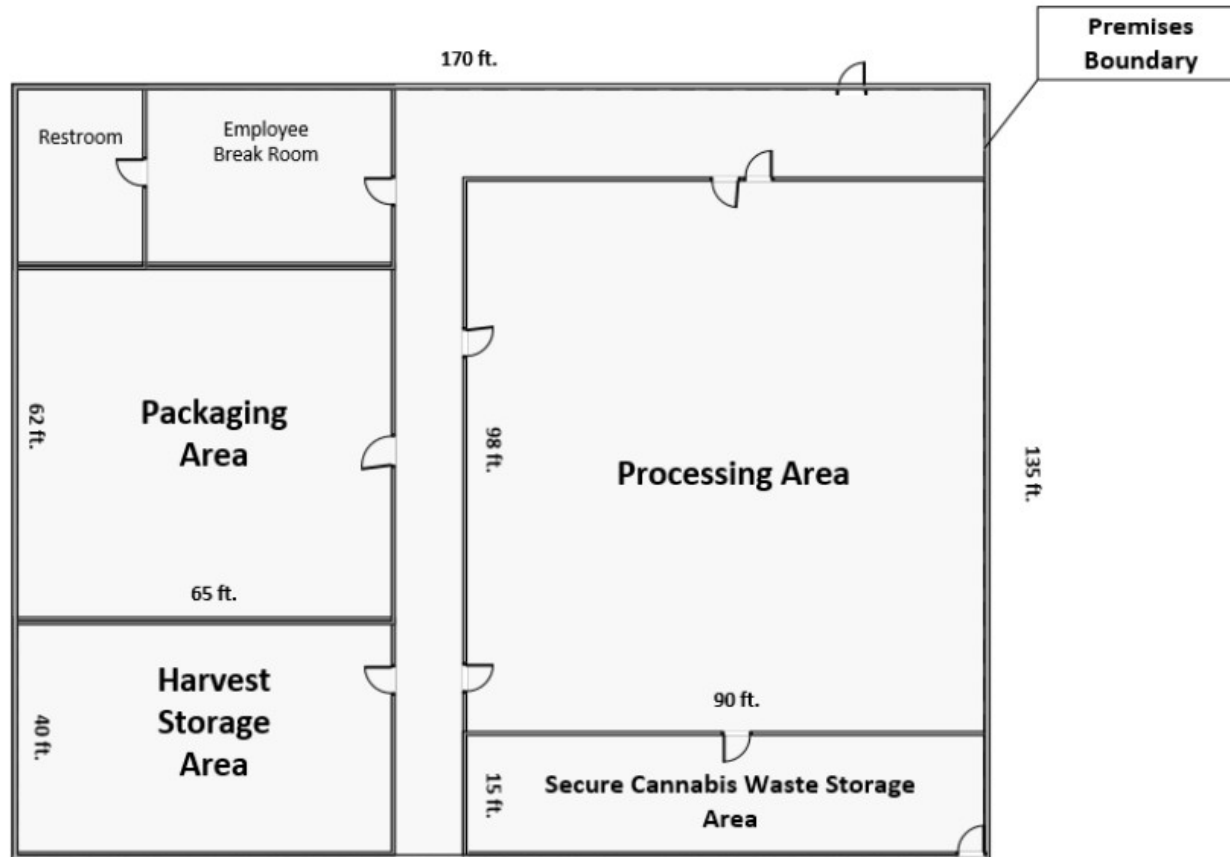 Premises
Boundary
170 ft.
Restroom
Employee
Break Room
Packaging
Area
62 ft.
65 ft.
98 ft.
Processing Area
135 ft.
90 ft.
Harvest
Storage
Area
40 ft.
15 ft.
Secure Cannabis Waste Storage
Area